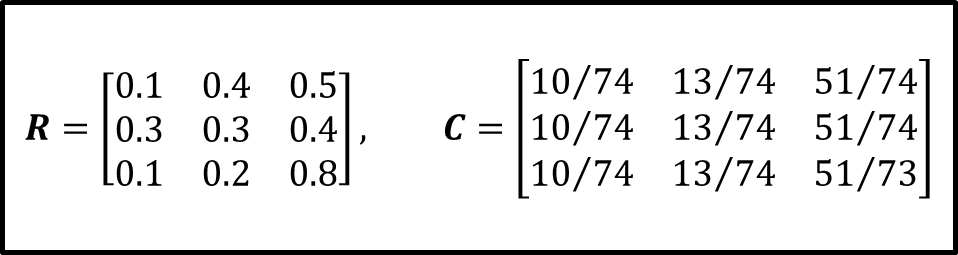 R = [0.1 0.4 0.5
0.3 0.3 0.4
0.1 0.2 0.8], C = [10/74 13/74 51/74
10/74 13/74 51/74
10/74 13/74 51/73]